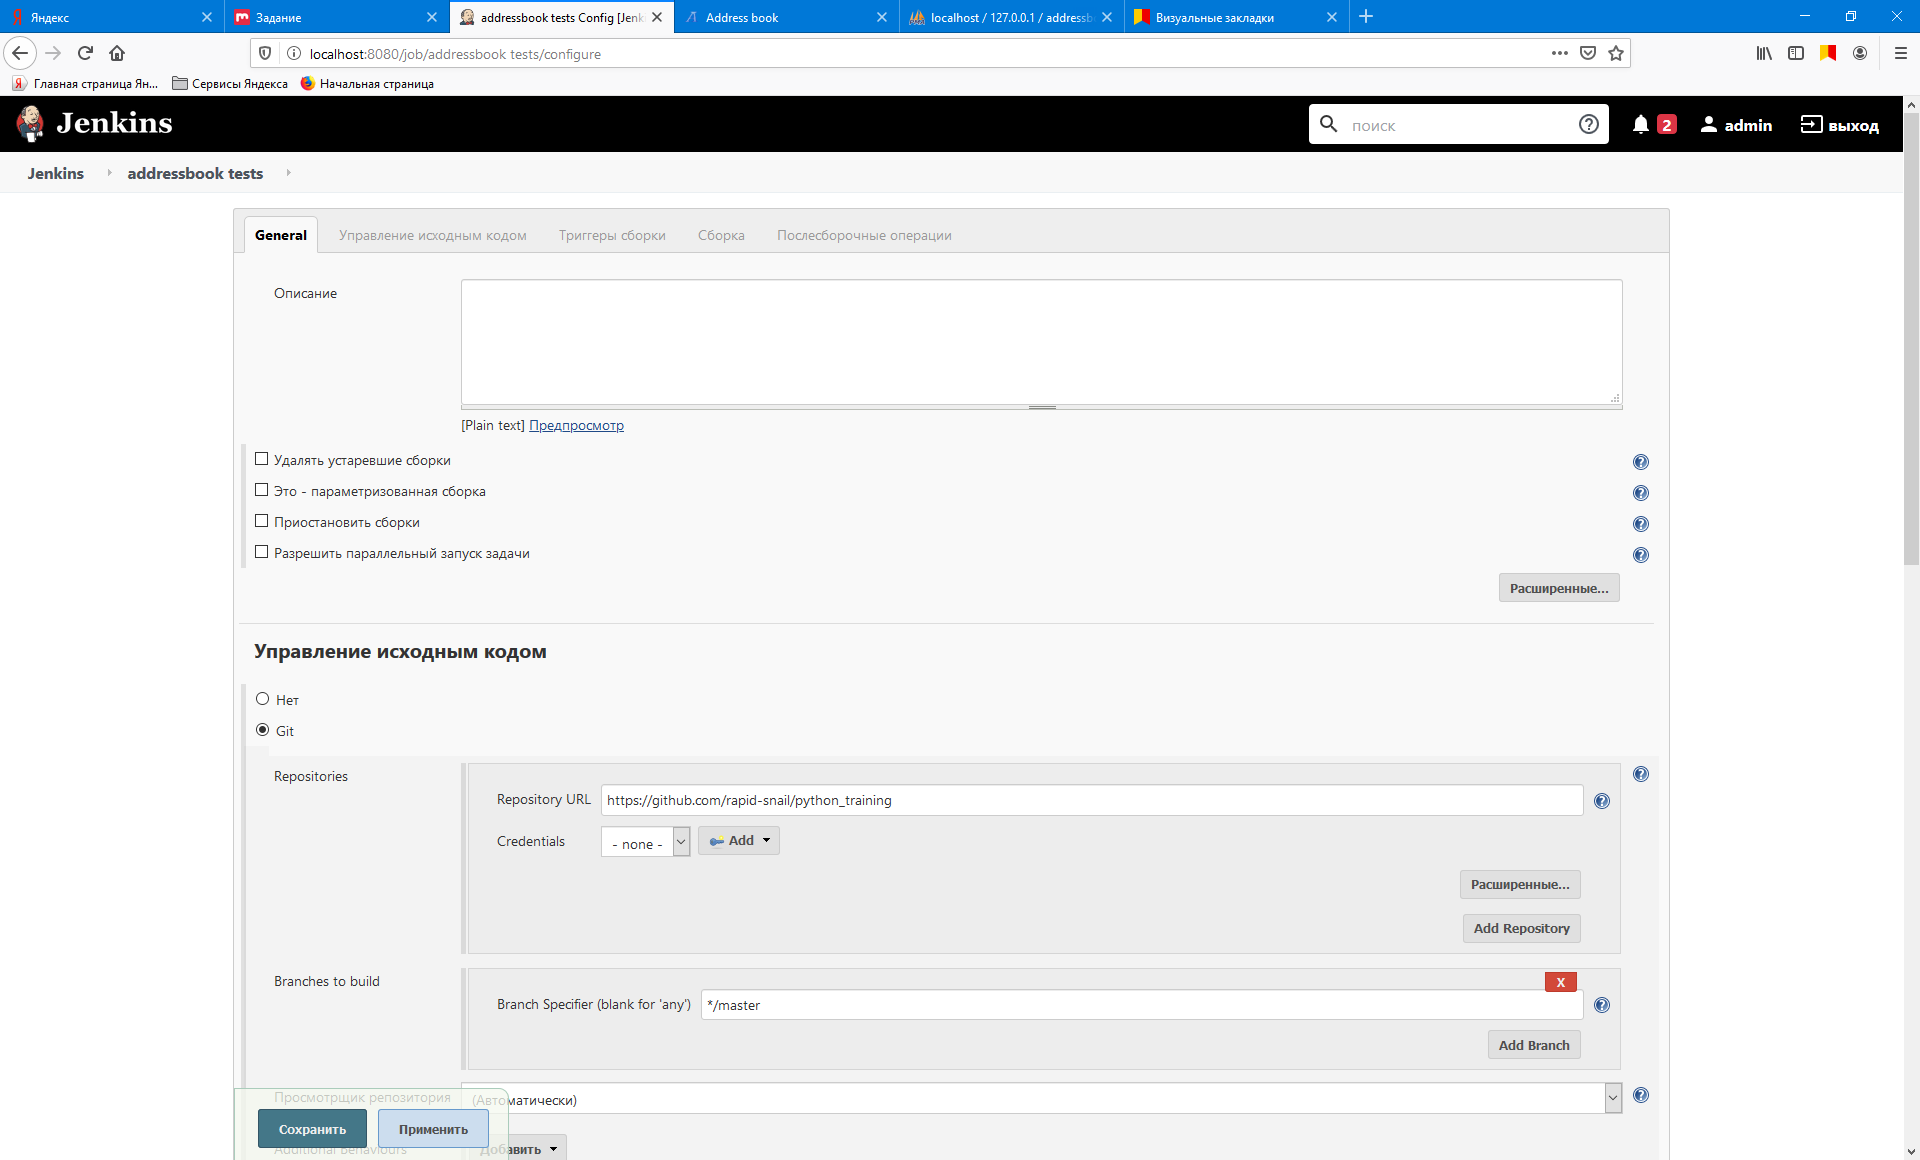 Яндекс
Задание
addressbook tests Config [Jenk
Address book
localhost / 127.0.0.1 / addressb
Визуальные закладки
localhost:8080/job/addressbook tests/configure
Главная страница Ян...
Сервисы Яндекса
Начальная страница
Jenkins
поиск
2
admin
выход
Jenkins
addressbook tests
General
Управление исходным кодом
Триггеры сборки
Сборка
Послесборочные операции
Описание
[Plain text] Предпросмотр
Удалять устаревшие сборки
Это - параметризованная сборка
Приостановить сборки
Разрешить параллельный запуск задачи
Расширенные...
Управление исходным кодом
Нет
Git
Repositories
Repository URL
https://github.com/rapid-snail/python_training
Credentials
- none -
Add
Расширенные...
Add Repository
Branches to build
X
Branch Specifier (blank for 'any')
*/master
Add Branch
Просмотрщик репозитория
(Автоматически)
Сохранить
Применить
Additional Behaviours
Добавить